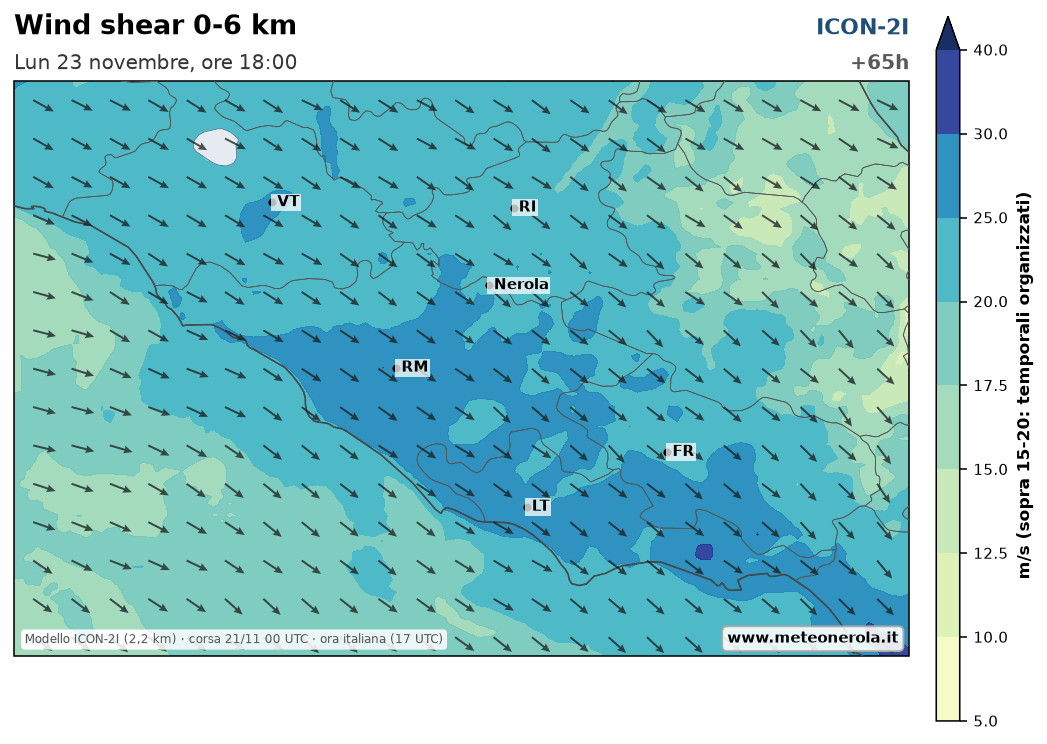 Wind shear 0-6 km
ICON-2I
Lun 23 novembre, ore 18:00
+65h
VT
RI
Nerola
RM
FR
LT
Modello ICON-2I (2,2 km) · corsa 21/11 00 UTC · ora italiana (17 UTC)
www.meteonerola.it
40.0
30.0
25.0
20.0
17.5
15.0
12.5
10.0
5.0
m/s (sopra 15-20: temporali organizzati)